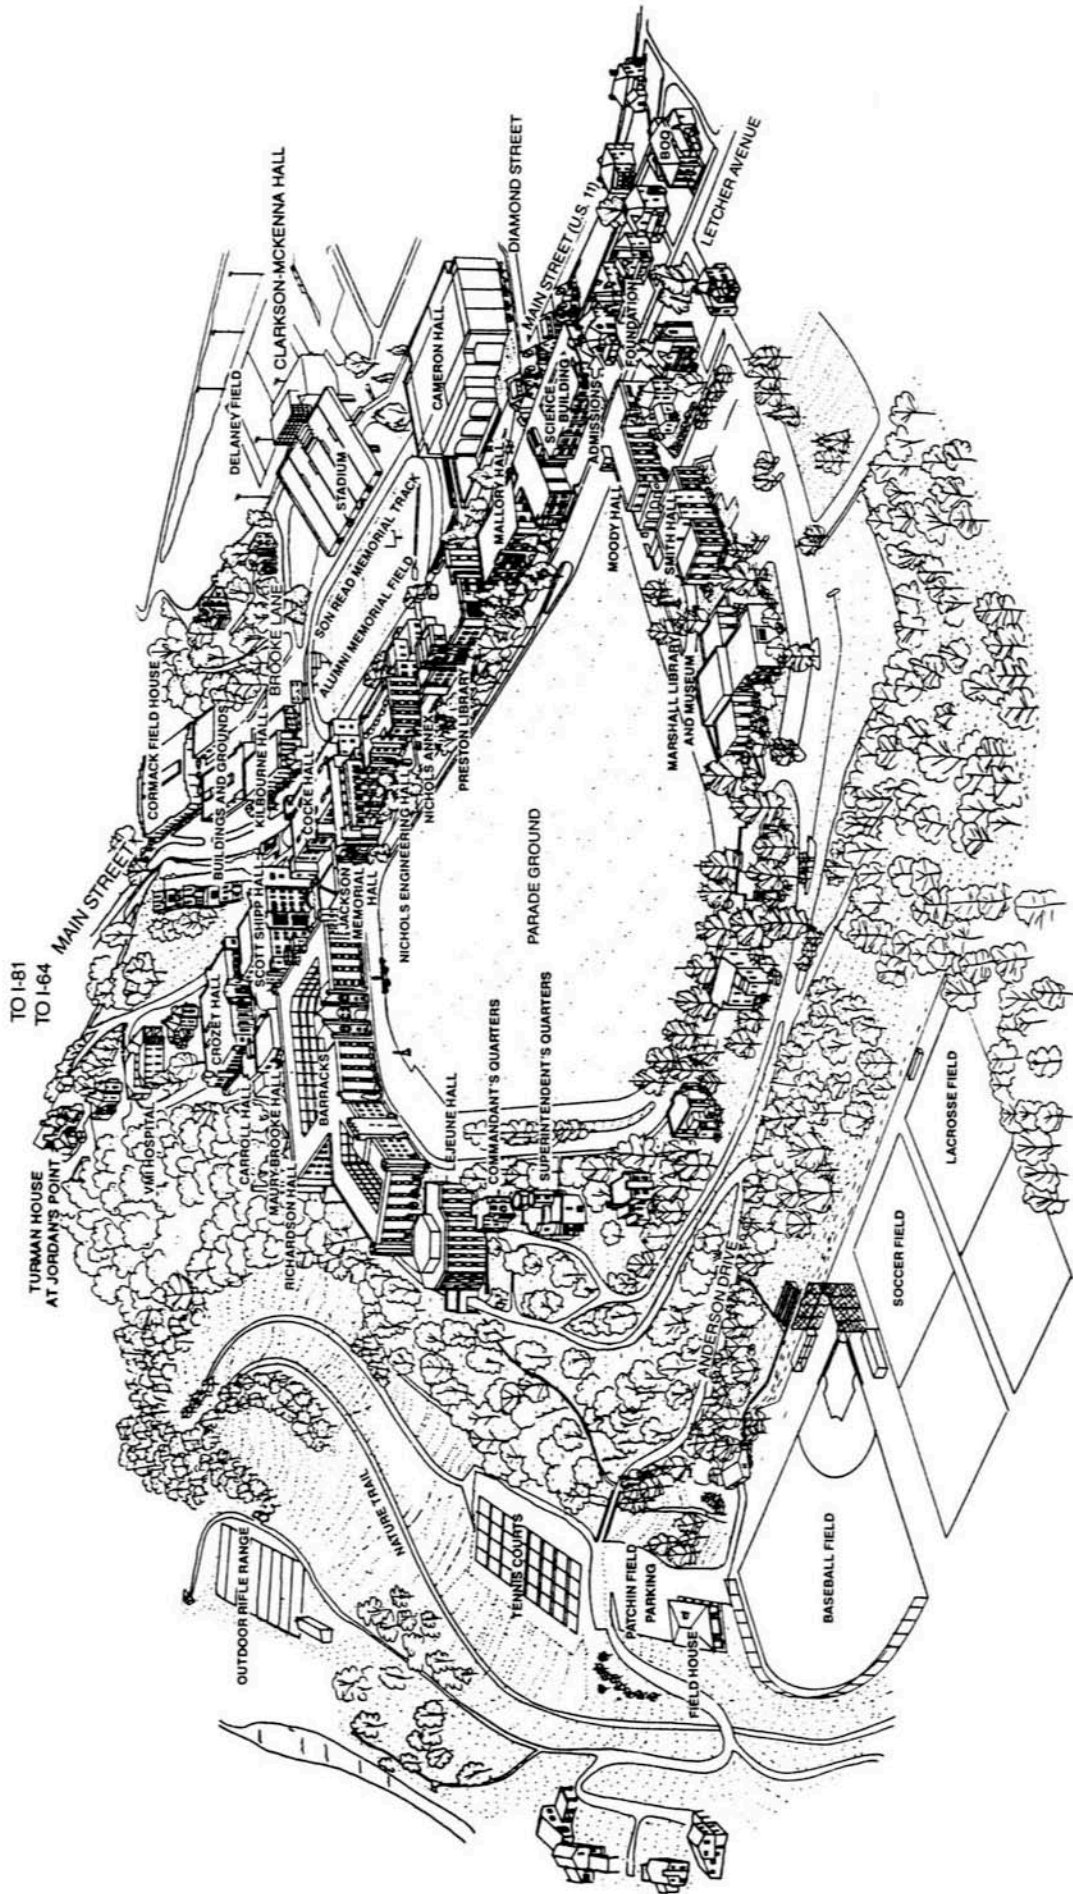 TO I-81
TO I-64
MAIN STREET
TURMAN HOUSE
AT JORDAN'S POINT
VMI HOSPITAL
CROZET HALL
CARROLL HALL
MAURY-BROOKE HALL
RICHARDSON HALL
SCOTT SHIPP HALL
BARRACKS
CORMACK FIELD HOUSE
BUILDINGS AND GROUNDS
KILBOURNE HALL
BROOKE LANE
COCKE HALL
JACKSON
MEMORIAL
HALL
NICHOLS ENGINEERING HALL
NICHOLS ANNEX
PRESTON LIBRARY
DELANEY FIELD
CLARKSON-MCKENNA HALL
STADIUM
SON READ MEMORIAL TRACK
ALUMNI MEMORIAL FIELD
CAMERON HALL
DIAMOND STREET
MALLORY HALL
SCIENCE
BUILDING
MAIN STREET (U.S. 11)
ADMISSIONS
FOUNDATION
BOQ
LETCHER AVENUE
MOODY HALL
SMITH HALL
MARSHALL LIBRARY
AND MUSEUM
PARADE GROUND
LEJEUNE HALL
COMMANDANT'S QUARTERS
SUPERINTENDENT'S QUARTERS
OUTDOOR RIFLE RANGE
NATURE TRAIL
TENNIS COURTS
PATCHIN FIELD
PARKING
FIELD HOUSE
ANDERSON DRIVE
BASEBALL FIELD
SOCCER FIELD
LACROSSE FIELD